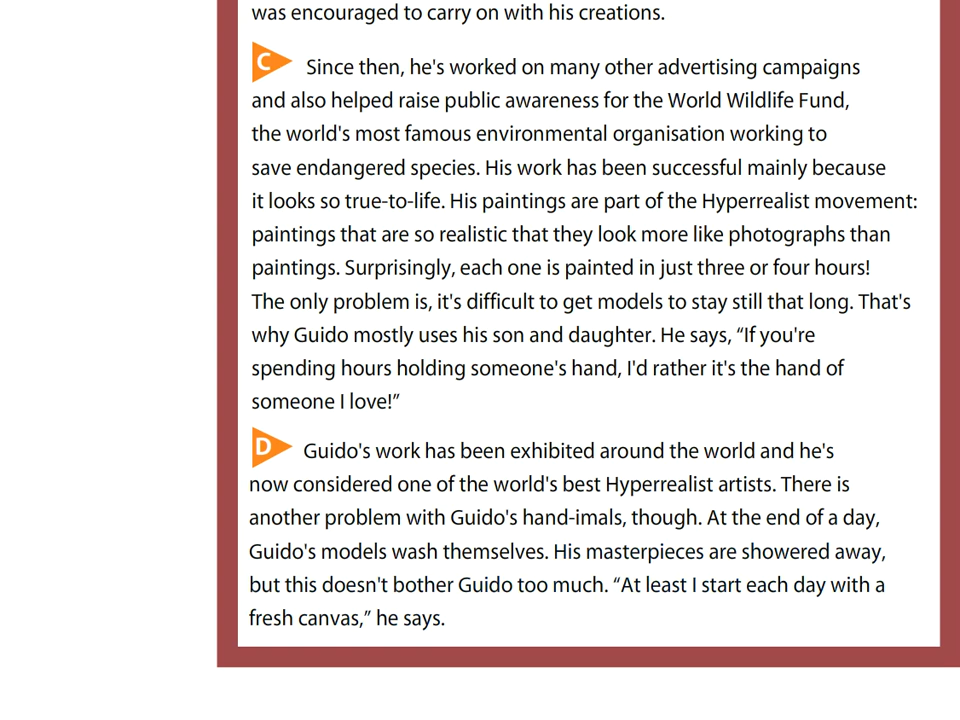 was encouraged to carry on with his creations.
C Since then, he's worked on many other advertising campaigns
and also helped raise public awareness for the World Wildlife Fund,
the world's most famous environmental organisation working to
save endangered species. His work has been successful mainly because
it looks so true-to-life. His paintings are part of the Hyperrealist movement:
paintings that are so realistic that they look more like photographs than
paintings. Surprisingly, each one is painted in just three or four hours!
The only problem is, it's difficult to get models to stay still that long. That's
why Guido mostly uses his son and daughter. He says, “If you're
spending hours holding someone's hand, I'd rather it's the hand of
someone I love!”
D Guido's work has been exhibited around the world and he's
now considered one of the world's best Hyperrealist artists. There is
another problem with Guido's hand-imals, though. At the end of a day,
Guido's models wash themselves. His masterpieces are showered away,
but this doesn't bother Guido too much. “At least I start each day with a
fresh canvas,” he says.